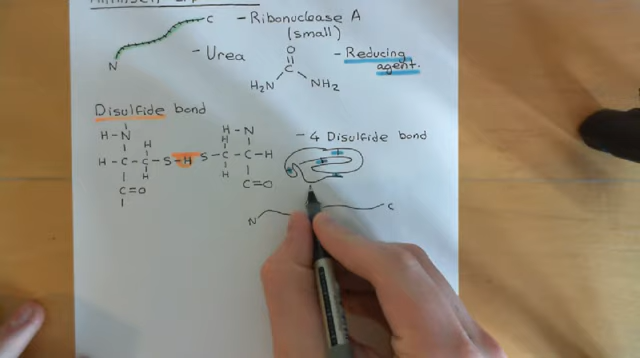 C
- Ribonuclease A
(small)
N
- Urea
O
C
H₂N
NH₂
- Reducing
agent.
Disulfide bond
H - N
H
H - C - C - S - H
H
C = O
S - C - C - H
H
H - N
H
C = O
- 4 Disulfide bond
N
C